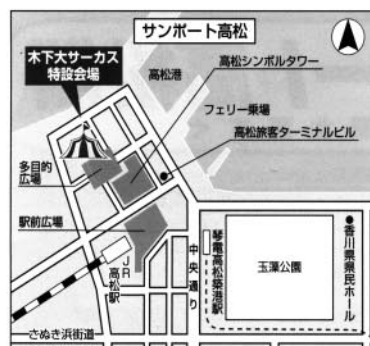 サンポート高松
木下大サーカス
特設会場
高松港
高松シンボルタワー
フェリー乗場
高松旅客ターミナルビル
多目的
広場
駅前広場
JR
高松駅
中央通り
琴電高松築港駅
玉藻公園
香川県県民ホール
さぬき浜街道